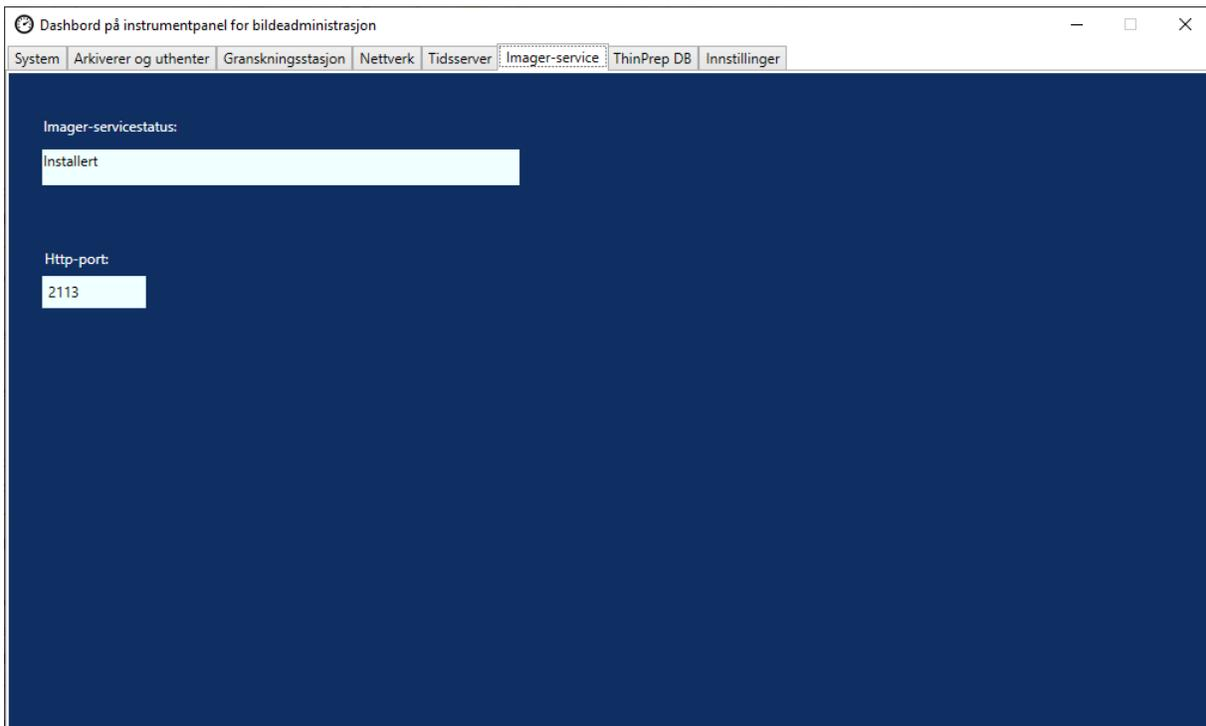 Dashbord på instrumentpanel for bildeadministrasjon
System Arkiverer og uthenter Granskningsstasjon Nettverk Tidsserver Imager-service ThinPrep DB Innstillinger
Imager-servicestatus:
Installert
Http-port:
2113